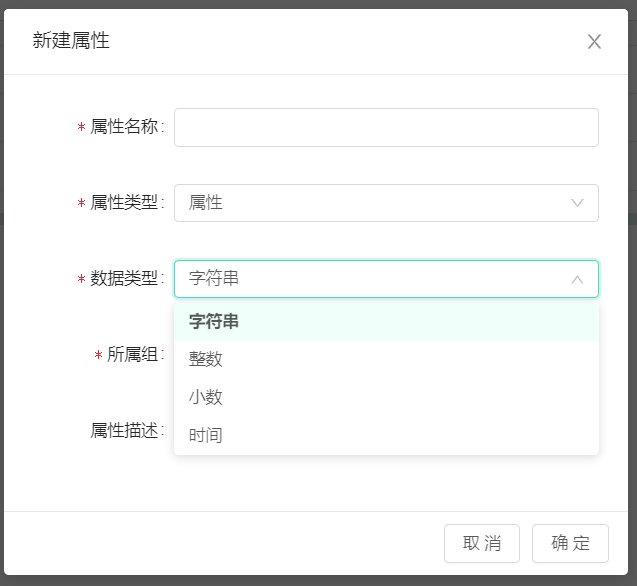 新建属性
* 属性名称:
* 属性类型: 属性
* 数据类型: 字符串
字符串
整数
* 所属组:
小数
属性描述:
时间
取 消 确 定